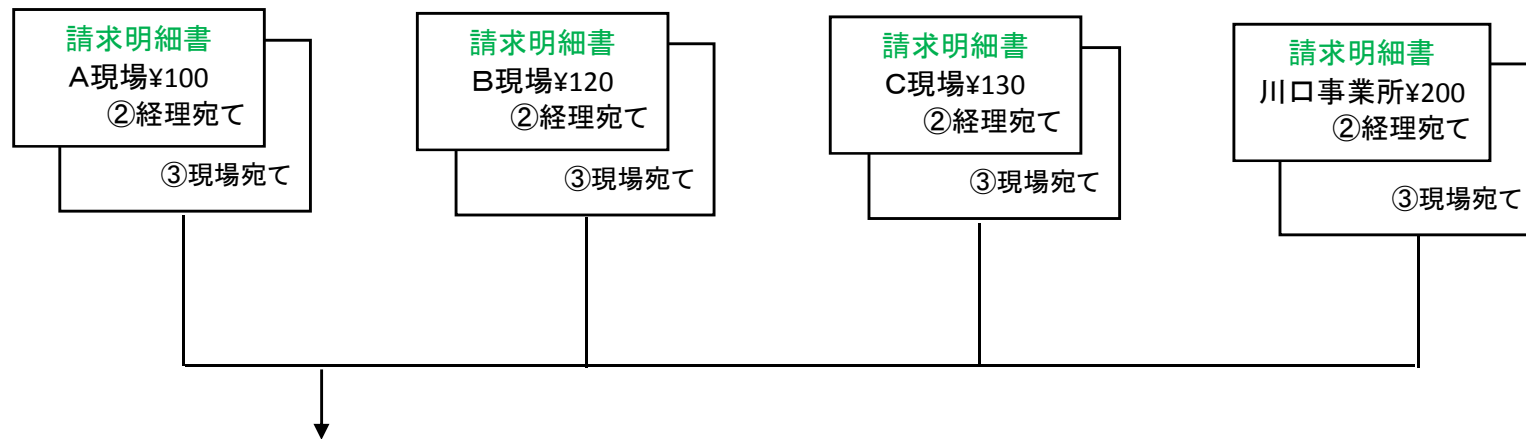 請求明細書
A現場¥100
②経理宛て
③現場宛て
請求明細書
B現場¥120
②経理宛て
③現場宛て
請求明細書
C現場¥130
②経理宛て
③現場宛て
請求明細書
川口事業所¥200
②経理宛て
③現場宛て